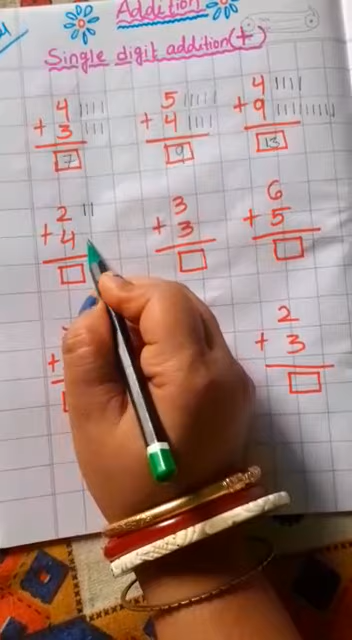 Addition
Single digit addition(+)
4 5 4
+ 3 + 4 + 9
7 9 13
2 3 6
+ 4 + 3 + 5
2
+ + 3